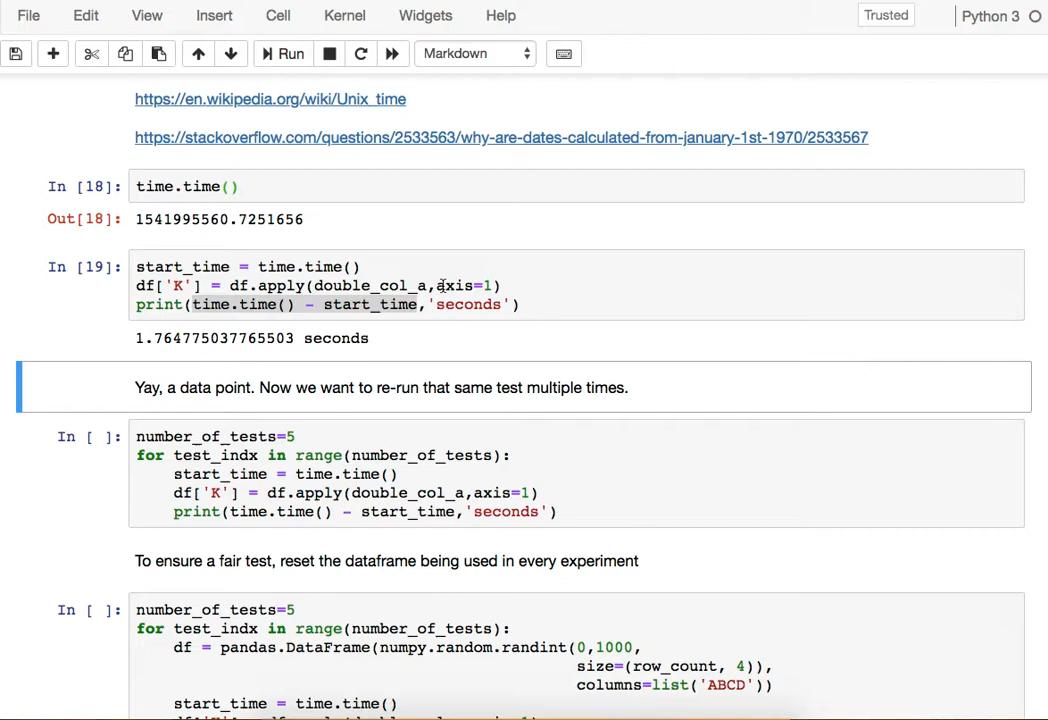 File Edit View Insert Cell Kernel Widgets Help Trusted Python 3
Run Markdown
https://en.wikipedia.org/wiki/Unix_time
https://stackoverflow.com/questions/2533563/why-are-dates-calculated-from-january-1st-1970/2533567
In [18]: time.time()
Out[18]: 1541995560.7251656
In [19]: start_time = time.time()
df['K'] = df.apply(double_col_a,axis=1)
print(time.time() - start_time,'seconds')
1.764775037765503 seconds
Yay, a data point. Now we want to re-run that same test multiple times.
In [ ]: number_of_tests=5
for test_indx in range(number_of_tests):
start_time = time.time()
df['K'] = df.apply(double_col_a,axis=1)
print(time.time() - start_time,'seconds')
To ensure a fair test, reset the dataframe being used in every experiment
In [ ]: number_of_tests=5
for test_indx in range(number_of_tests):
df = pandas.DataFrame(numpy.random.randint(0,1000,
size=(row_count, 4)),
columns=list('ABCD'))
start_time = time.time()